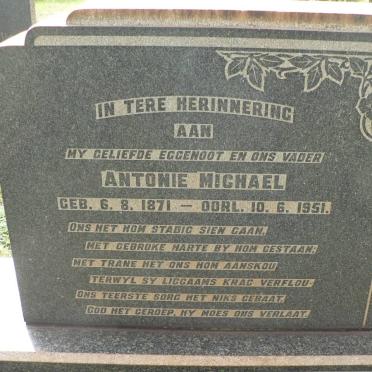 IN TERE HERINNERING
AAN
MY GELIEFDE EGGENOOT EN ONS VADER
ANTONIE MICHAEL
GEB. 6. 8. 1871 — OORL. 10. 6. 1951.
ONS HET HOM STADIG SIEN GAAN,
MET GEBROKE HARTE BY HOM GESTAAN;
MET TRANE HET ONS HOM AANSKOU,
TERWYL SY LIGGAAMS KRAG VERFLOU.
ONS TEERSTE SORG HET NIKS GEBAAT,
GOD HET GEROEP, HY MOES ONS VERLAAT.